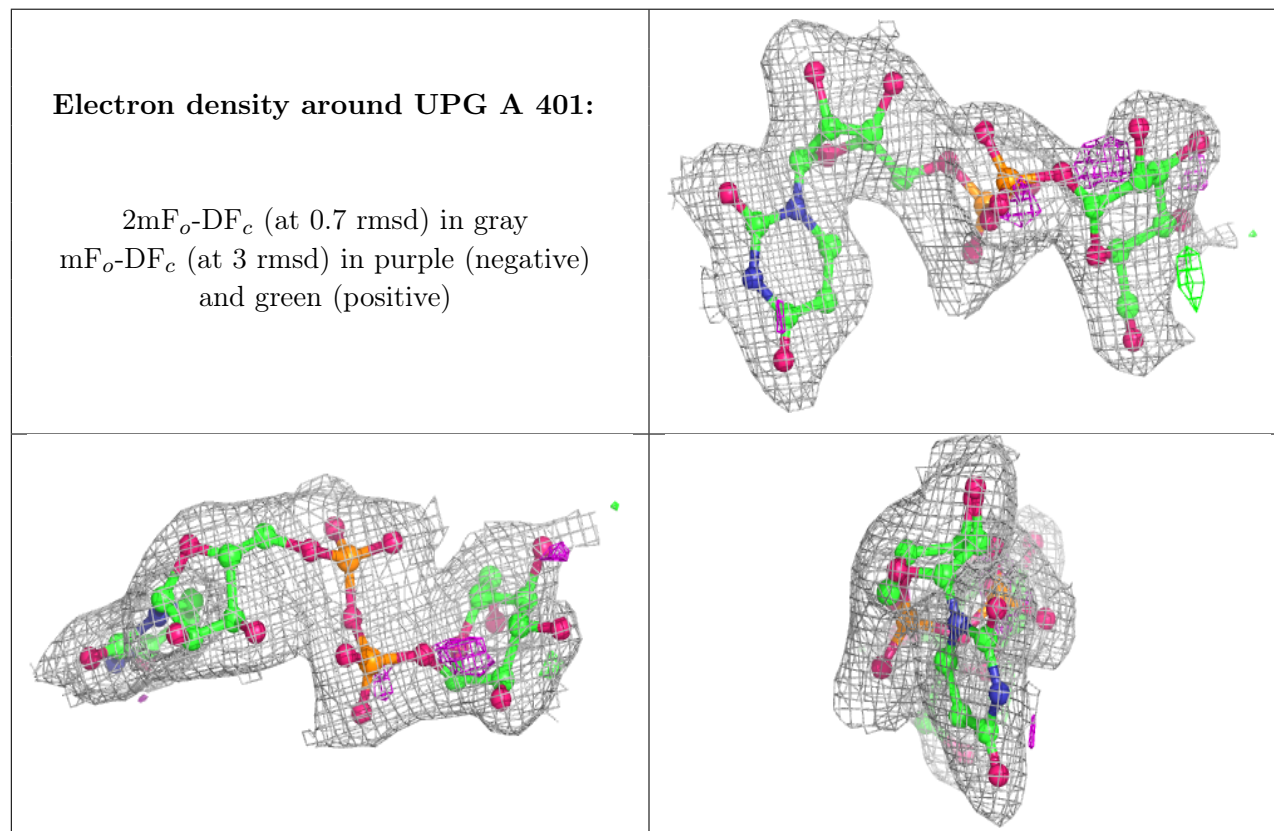 Electron density around UPG A 401:
2mFo-DFc (at 0.7 rmsd) in gray
mFo-DFc (at 3 rmsd) in purple (negative)
and green (positive)